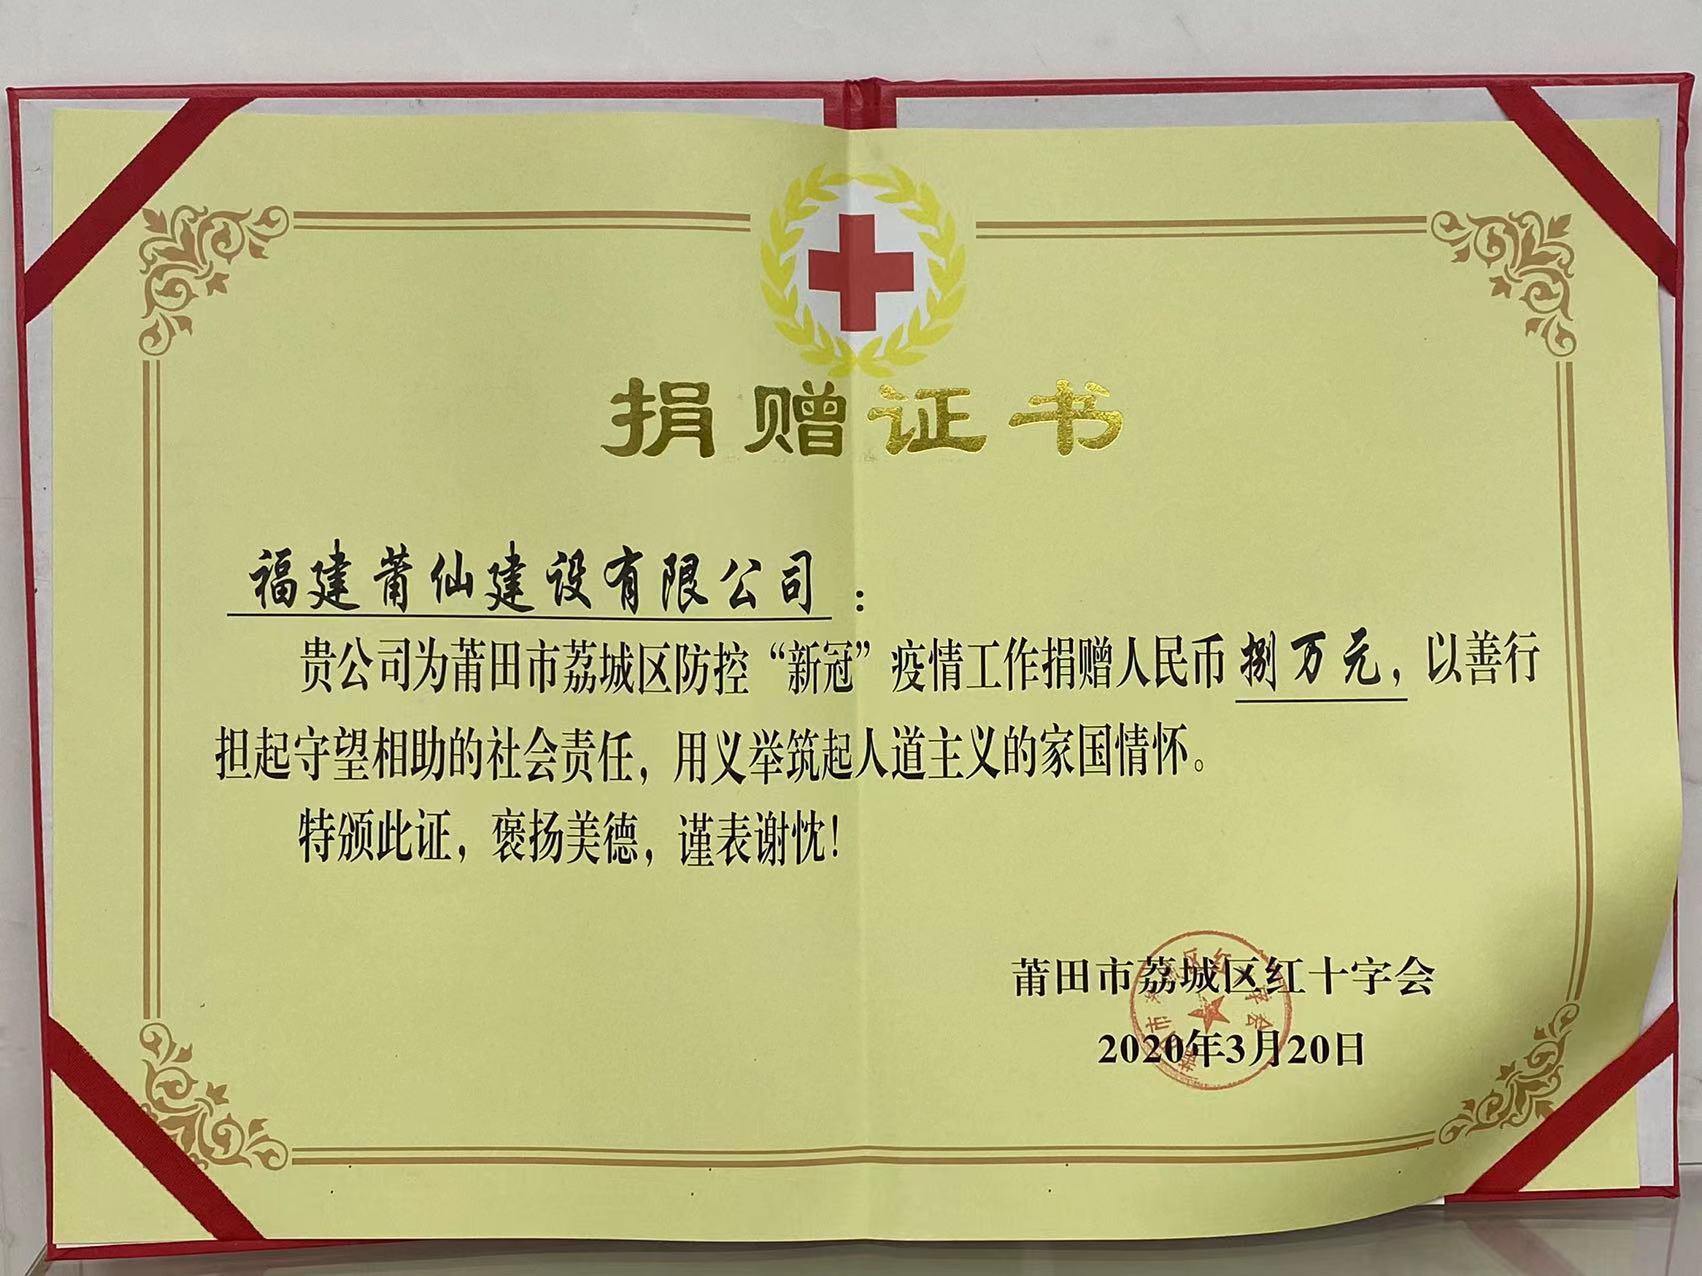 捐赠证书
福建莆仙建设有限公司：
贵公司为莆田市荔城区防控“新冠”疫情工作捐赠人民币捌万元，以善行
担起守望相助的社会责任，用义举筑起人道主义的家国情怀。
特颁此证，褒扬美德，谨表谢忱！
莆田市荔城区红十字会
2020年3月20日